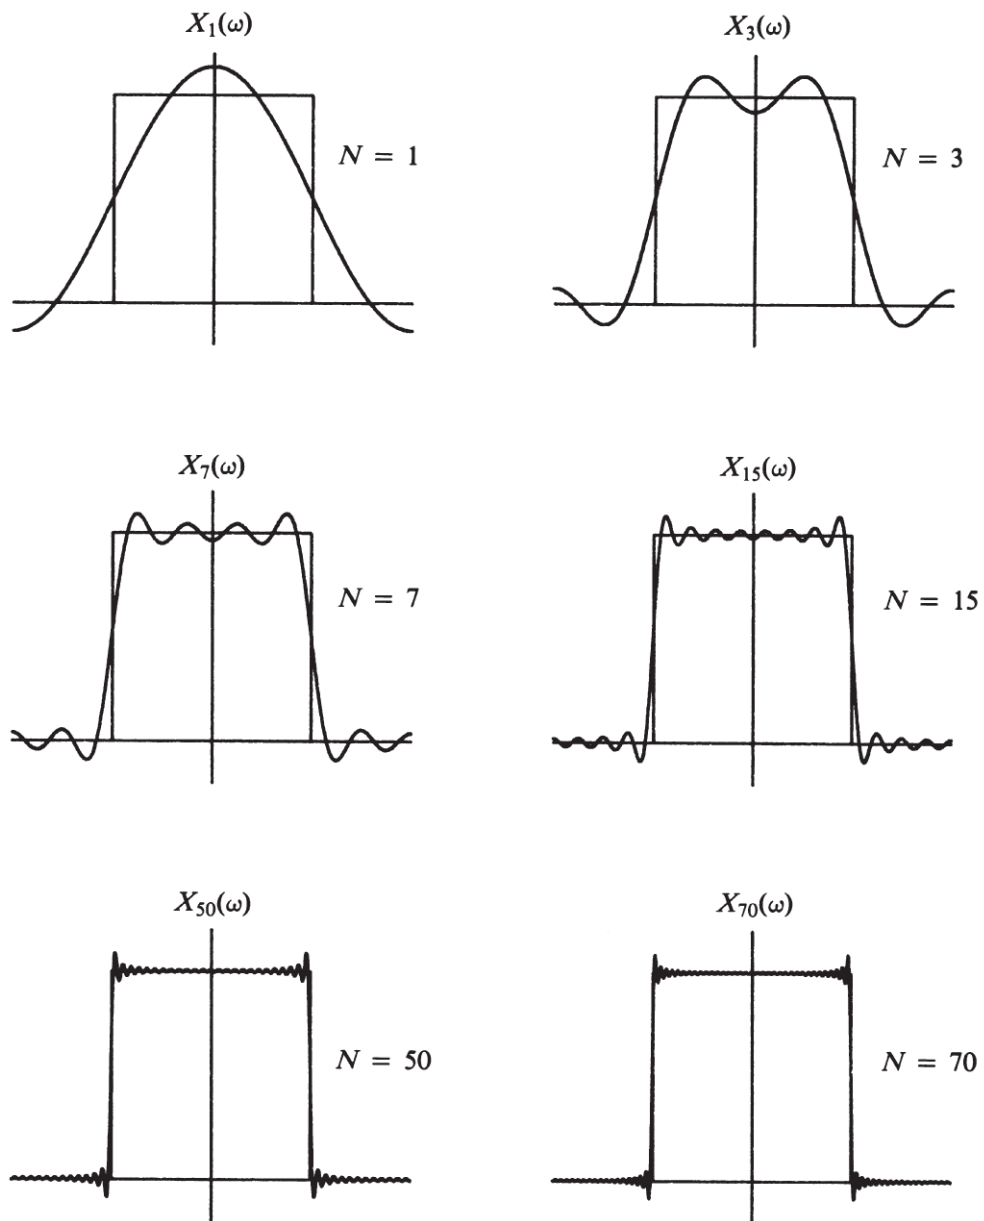 X₁(ω)
X₃(ω)
N = 1
N = 3
X₇(ω)
X₁₅(ω)
N = 7
N = 15
X₅₀(ω)
X₇₀(ω)
N = 50
N = 70